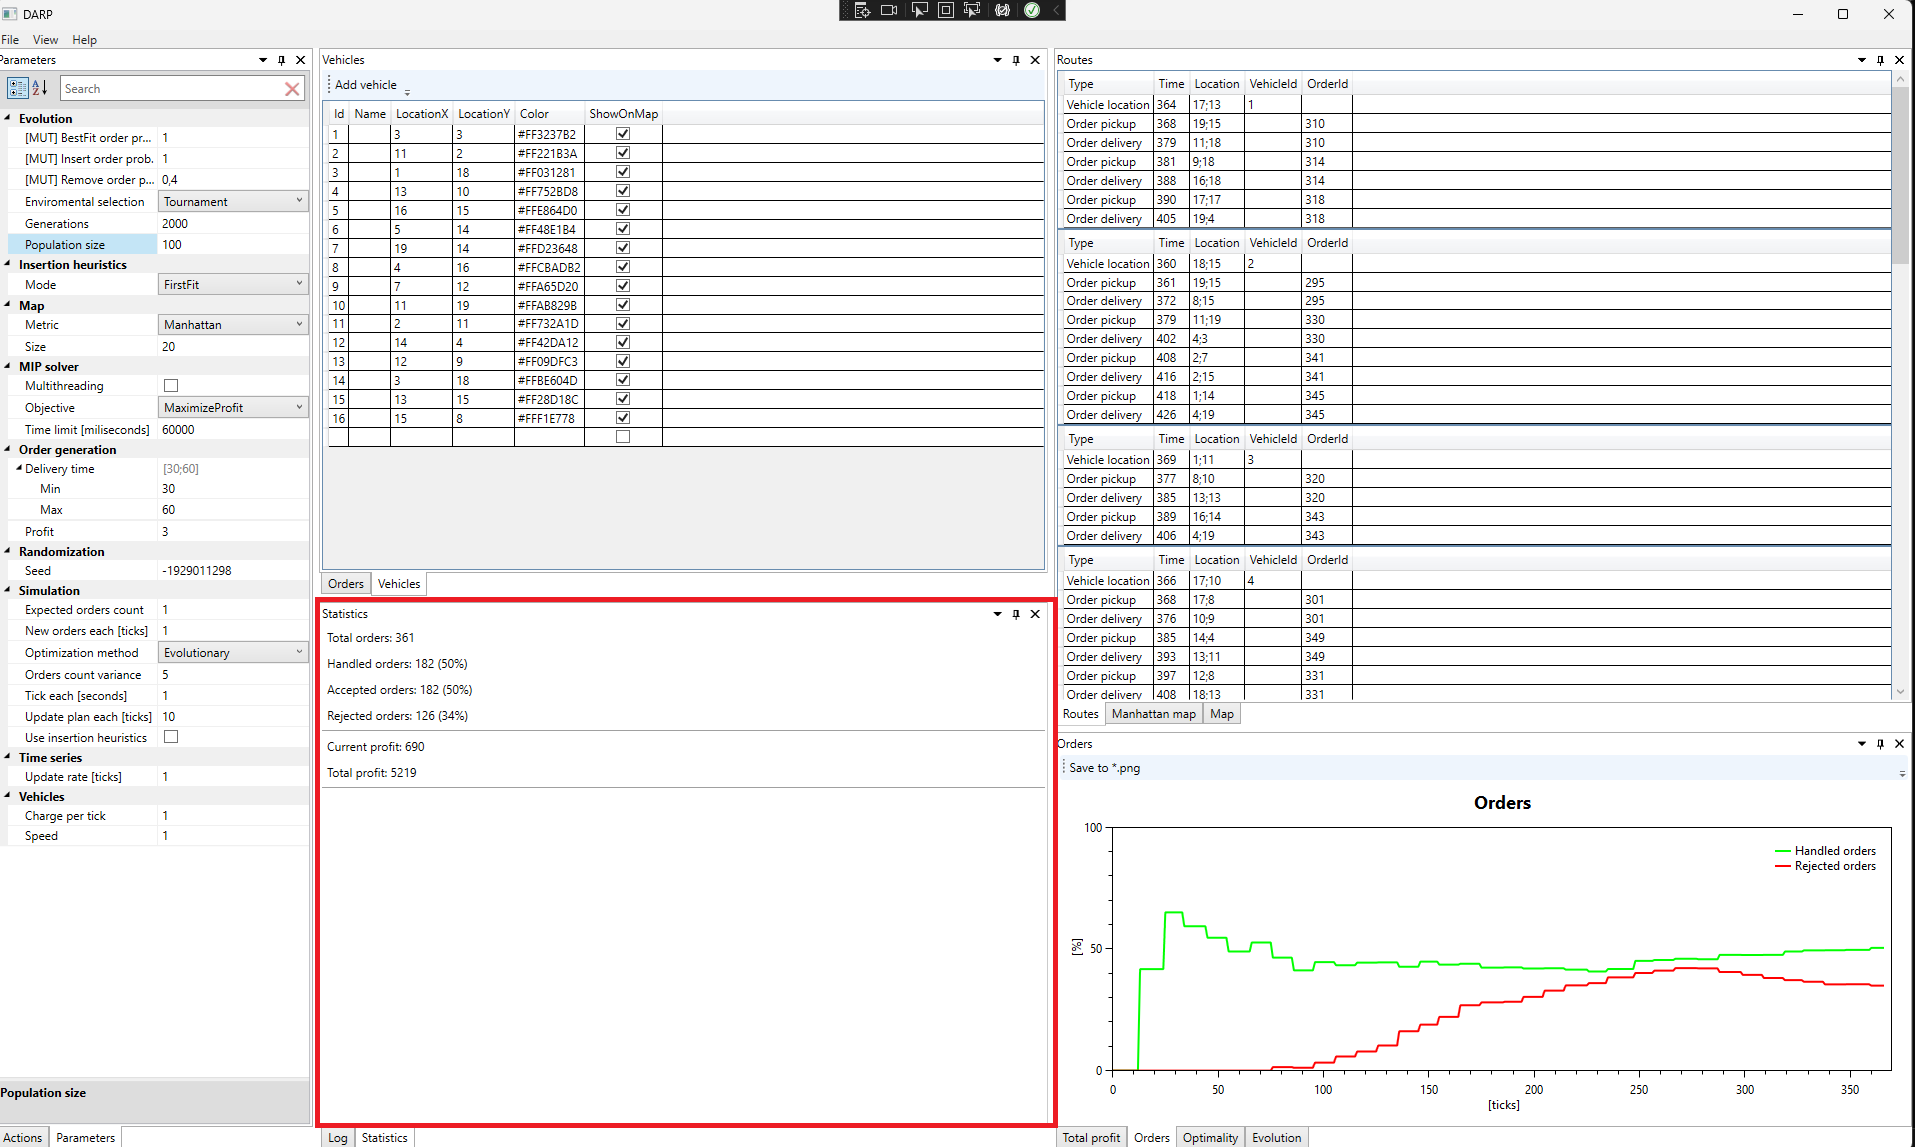 DARP
File View Help
Parameters
Search
Evolution
[MUT] BestFit order pr... 1
[MUT] Insert order prob. 1
[MUT] Remove order p... 0,4
Enviromental selection Tournament
Generations 2000
Population size 100
Insertion heuristics
Mode FirstFit
Map
Metric Manhattan
Size 20
MIP solver
Multithreading
Objective MaximizeProfit
Time limit [miliseconds] 60000
Order generation
Delivery time [30;60]
Min 30
Max 60
Profit 3
Randomization
Seed -1929011298
Simulation
Expected orders count 1
New orders each [ticks] 1
Optimization method Evolutionary
Orders count variance 5
Tick each [seconds] 1
Update plan each [ticks] 10
Use insertion heuristics
Time series
Update rate [ticks] 1
Vehicles
Charge per tick 1
Speed 1
Population size
Actions Parameters
Vehicles
Add vehicle
Id Name LocationX LocationY Color ShowOnMap
1 3 3 #FF3237B2
2 11 2 #FF221B3A
3 1 18 #FF031281
4 13 10 #FF752BD8
5 16 15 #FFE864D0
6 5 14 #FF48E1B4
7 19 14 #FFD23648
8 4 16 #FFCBADB2
9 7 12 #FFA65D20
10 11 19 #FFAB829B
11 2 11 #FF732A1D
12 14 4 #FF42DA12
13 12 9 #FF09DFC3
14 3 18 #FFBE604D
15 13 15 #FF28D18C
16 15 8 #FFF1E778
Orders Vehicles
Statistics
Total orders: 361
Handled orders: 182 (50%)
Accepted orders: 182 (50%)
Rejected orders: 126 (34%)
Current profit: 690
Total profit: 5219
Log Statistics
Routes
Type Time Location VehicleId OrderId
Vehicle location 364 17;13 1
Order pickup 368 19;15 310
Order delivery 379 11;18 310
Order pickup 381 9;18 314
Order delivery 388 16;18 314
Order pickup 390 17;17 318
Order delivery 405 19;4 318
Type Time Location VehicleId OrderId
Vehicle location 360 18;15 2
Order pickup 361 19;15 295
Order delivery 372 8;15 295
Order pickup 379 11;19 330
Order delivery 402 4;3 330
Order pickup 408 2;7 341
Order delivery 416 2;15 341
Order pickup 418 1;14 345
Order delivery 426 4;19 345
Type Time Location VehicleId OrderId
Vehicle location 369 1;11 3
Order pickup 377 8;10 320
Order delivery 385 13;13 320
Order pickup 389 16;14 343
Order delivery 406 4;19 343
Type Time Location VehicleId OrderId
Vehicle location 366 17;10 4
Order pickup 368 17;8 301
Order delivery 376 10;9 301
Order pickup 385 14;4 349
Order delivery 393 13;11 349
Order pickup 397 12;8 331
Order delivery 408 18;13 331
Routes Manhattan map Map
Orders
Save to *.png
Orders
100
Handled orders
Rejected orders
[%]
50
0
0 50 100 150 200 250 300 350
[ticks]
Total profit Orders Optimality Evolution